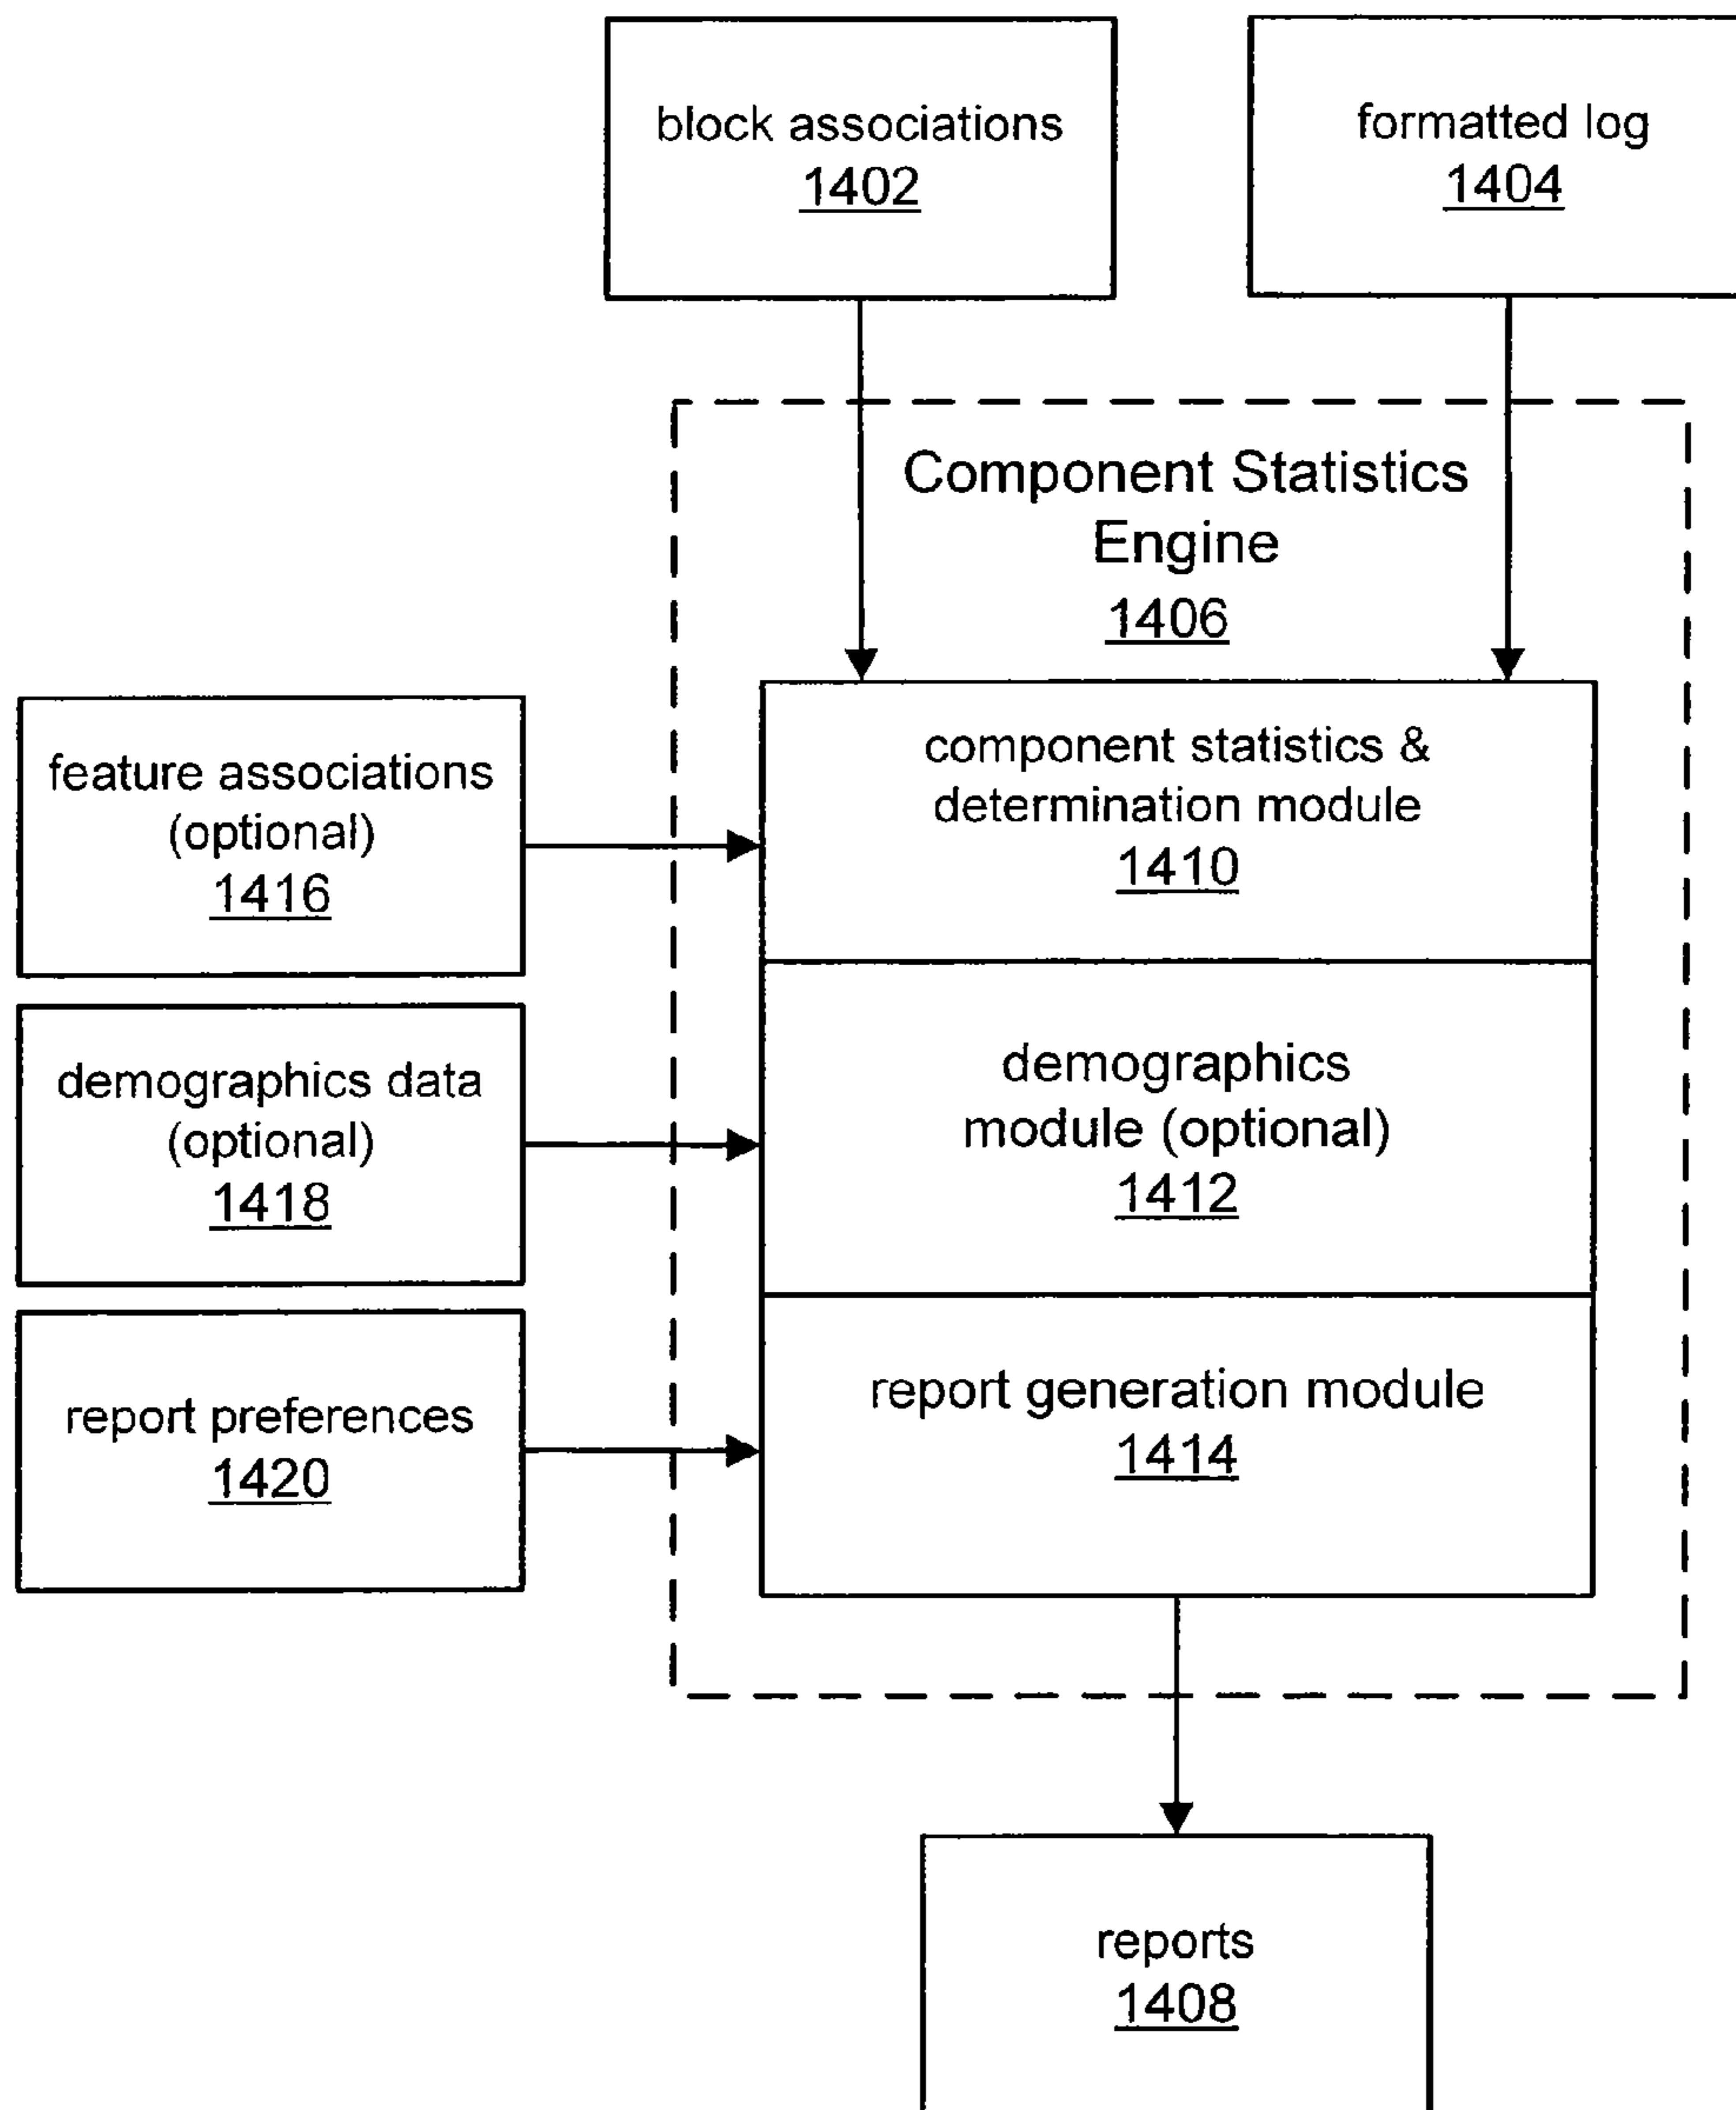 block associations
1402
formatted log
1404
Component Statistics
Engine
1406
component statistics &
determination module
1410
feature associations
(optional)
1416
demographics data
(optional)
1418
demographics
module (optional)
1412
report preferences
1420
report generation module
1414
reports
1408